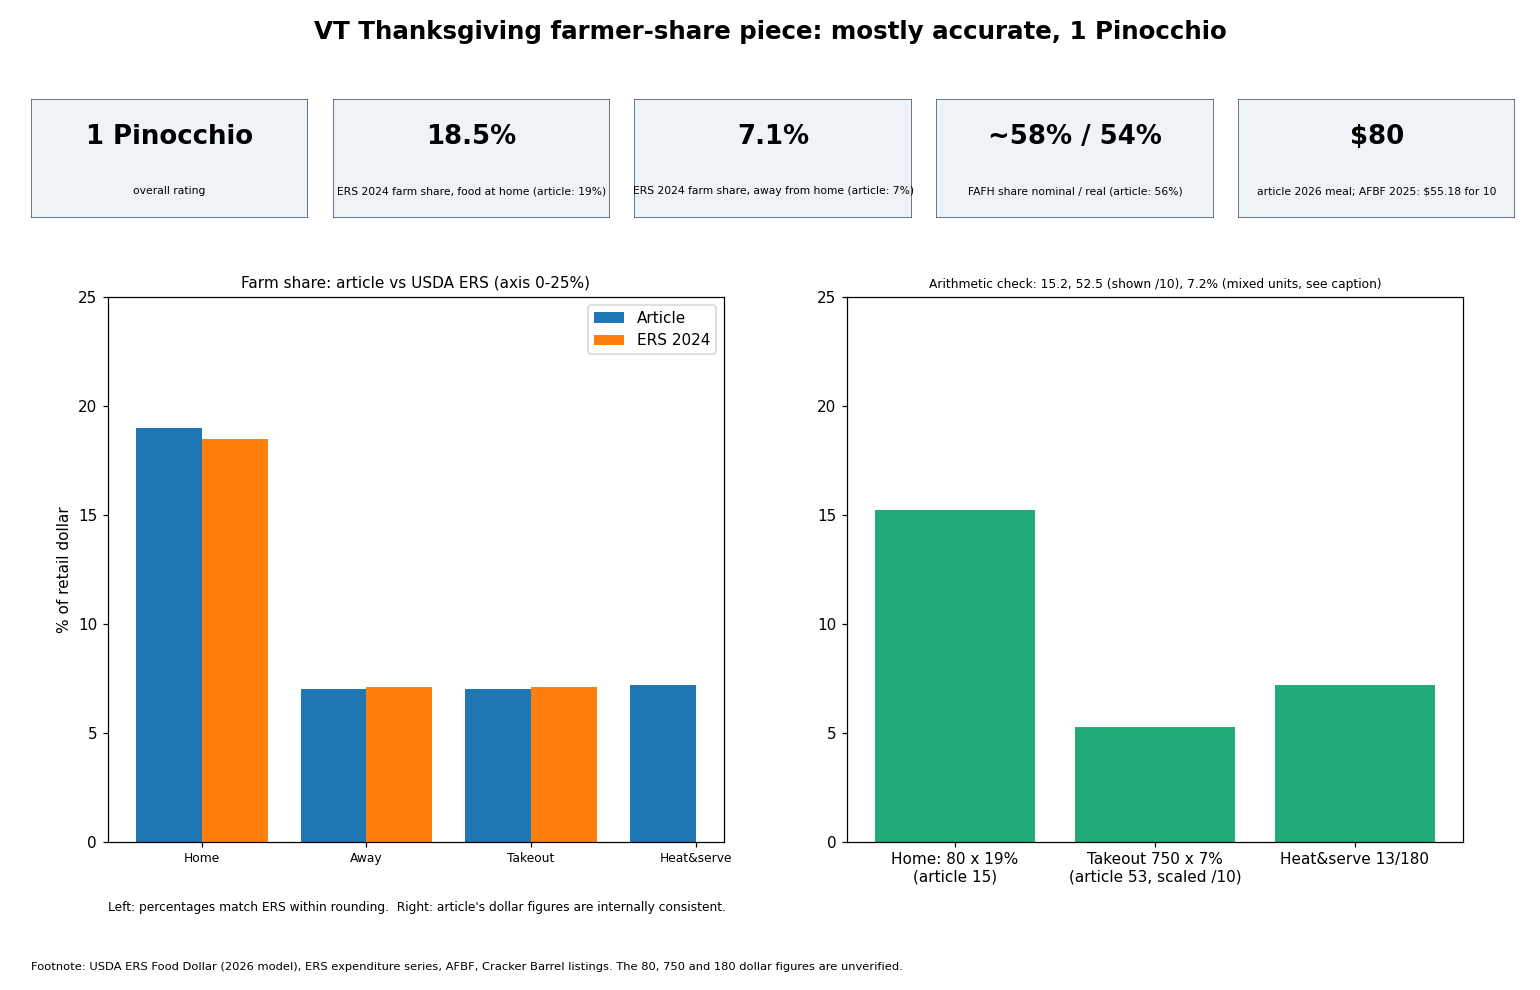 VT Thanksgiving farmer-share piece: mostly accurate, 1 Pinocchio
1 Pinocchio
overall rating
18.5%
ERS 2024 farm share, food at home (article: 19%)
7.1%
ERS 2024 farm share, away from home (article: 7%)
~58% / 54%
FAFH share nominal / real (article: 56%)
$80
article 2026 meal; AFBF 2025: $55.18 for 10
Farm share: article vs USDA ERS (axis 0-25%)
Article
ERS 2024
25
20
15
10
5
0
% of retail dollar
Home
Away
Takeout
Heat&serve
Arithmetic check: 15.2, 52.5 (shown /10), 7.2% (mixed units, see caption)
25
20
15
10
5
0
Home: 80 x 19%
(article 15)
Takeout 750 x 7%
(article 53, scaled /10)
Heat&serve 13/180
Left: percentages match ERS within rounding.  Right: article's dollar figures are internally consistent.
Footnote: USDA ERS Food Dollar (2026 model), ERS expenditure series, AFBF, Cracker Barrel listings. The 80, 750 and 180 dollar figures are unverified.